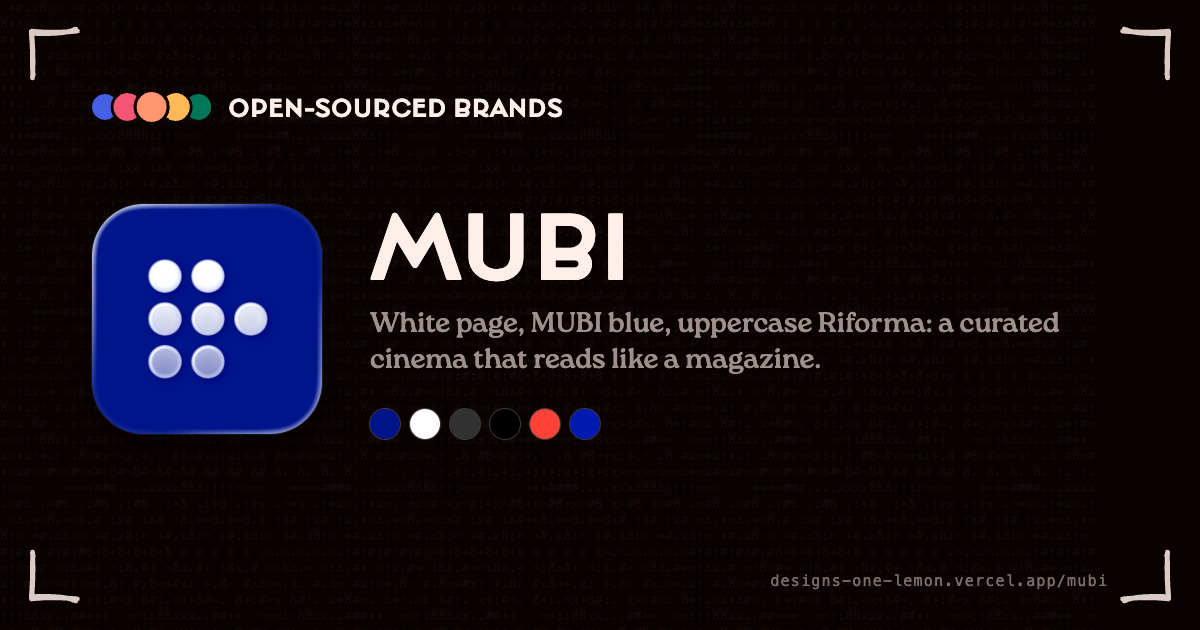 OPEN-SOURCED BRANDS
MUBI
White page, MUBI blue, uppercase Riforma: a curated
cinema that reads like a magazine.
designs-one-lemon.vercel.app/mubi